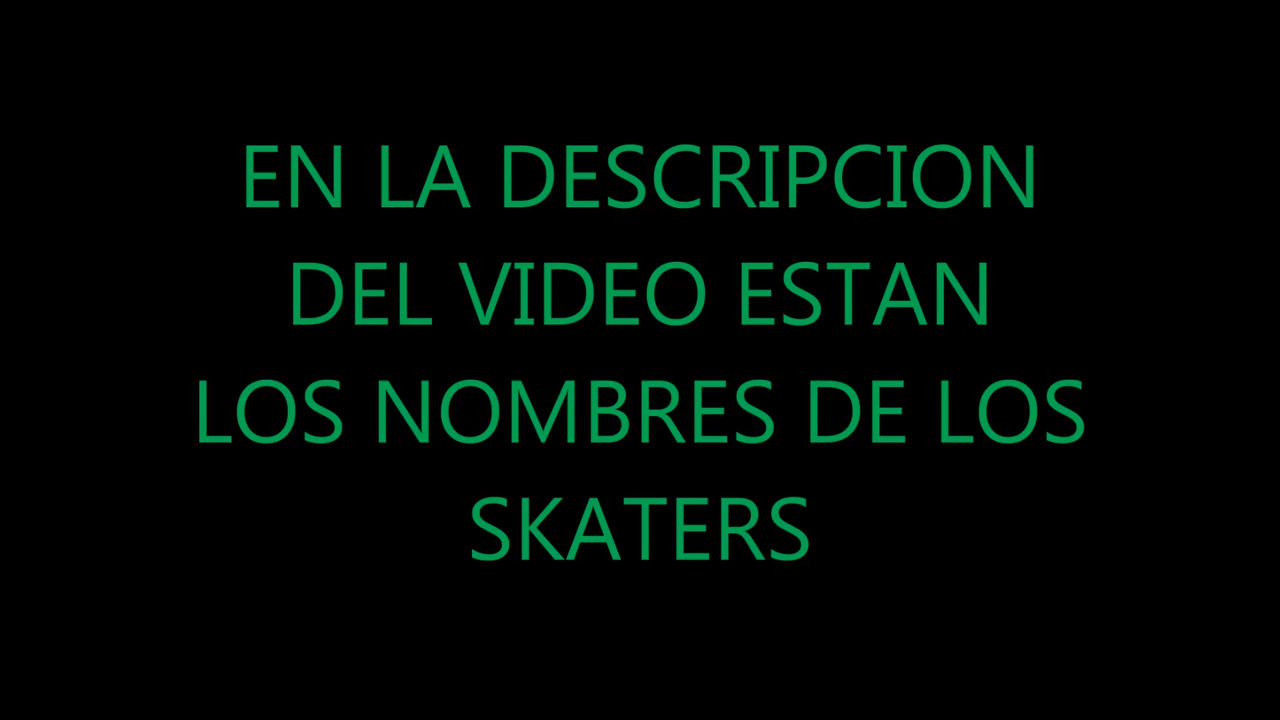 EN LA DESCRIPCION
DEL VIDEO ESTAN
LOS NOMBRES DE LOS
SKATERS